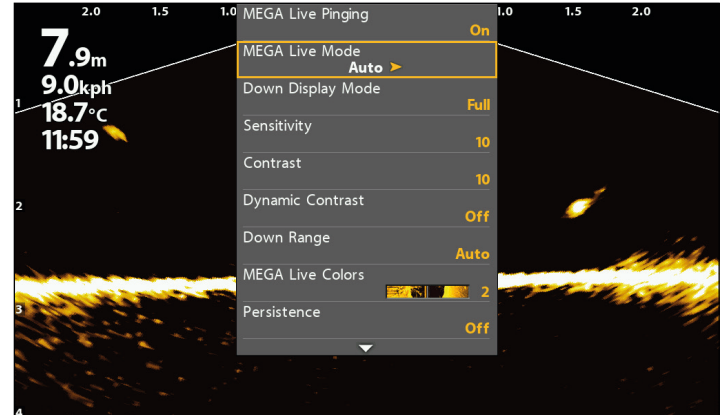 2.0
1.5
1.0
1.0
1.5
2.0
7.9m
9.0kph
18.7°C
11:59
1
2
3
4
MEGA Live Pinging
On
MEGA Live Mode
Auto
Down Display Mode
Full
Sensitivity
10
Contrast
10
Dynamic Contrast
Off
Down Range
Auto
MEGA Live Colors
2
Persistence
Off